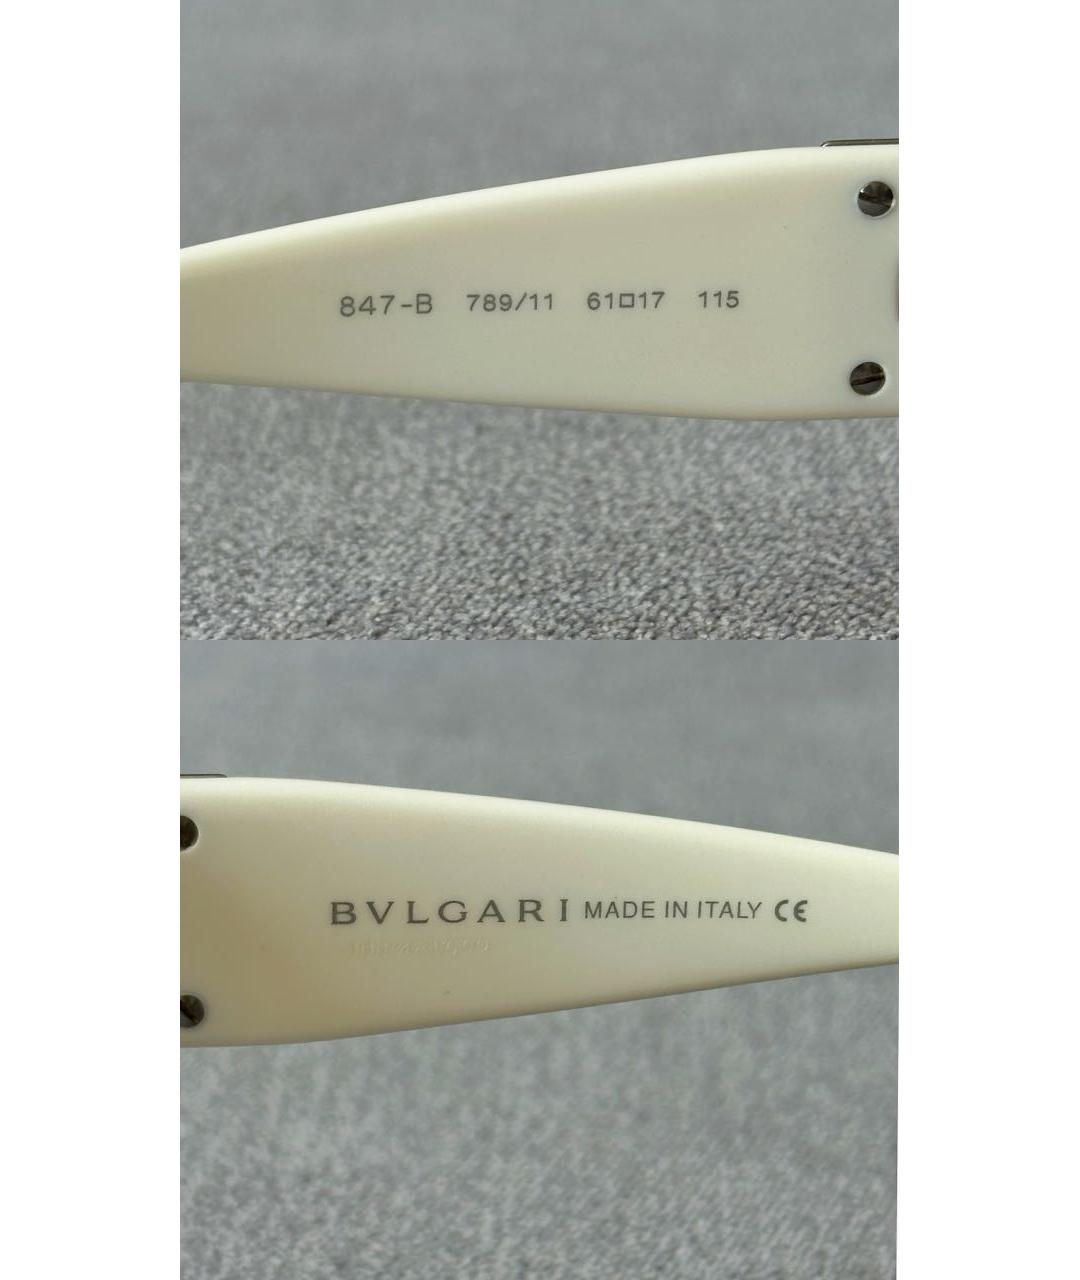 847-B 789/11 61□17 115
BVLGARI MADE IN ITALY CE